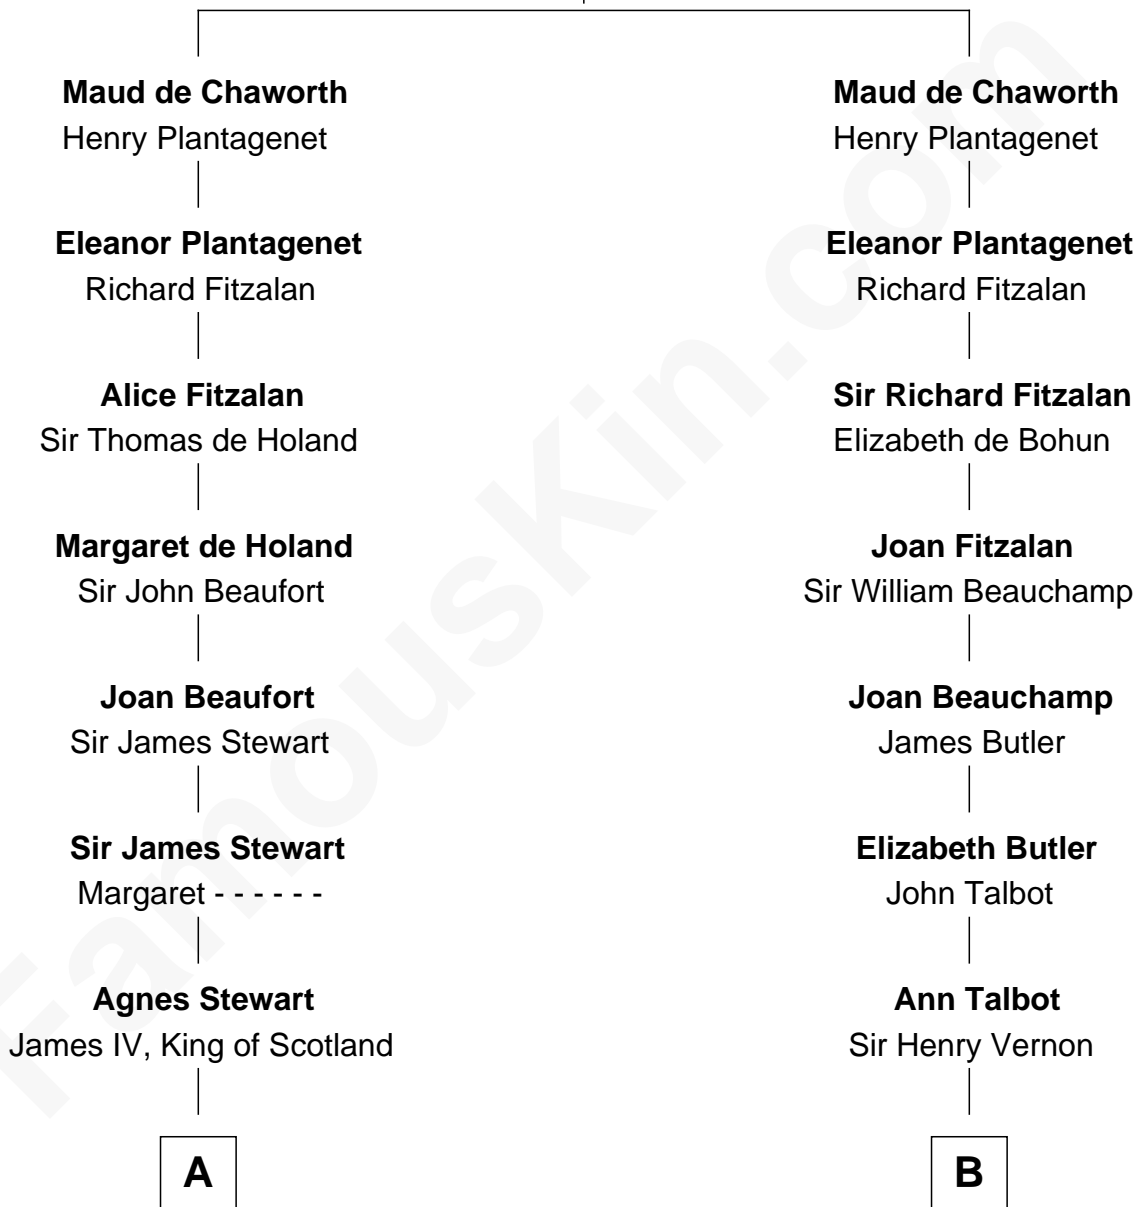 Maud de Chaworth
Henry Plantagenet
Eleanor Plantagenet
Richard Fitzalan
Alice Fitzalan
Sir Thomas de Holand
Margaret de Holand
Sir John Beaufort
Joan Beaufort
Sir James Stewart
Sir James Stewart
Margaret - - - - - -
Agnes Stewart
James IV, King of Scotland
A
Maud de Chaworth
Henry Plantagenet
Eleanor Plantagenet
Richard Fitzalan
Sir Richard Fitzalan
Elizabeth de Bohun
Joan Fitzalan
Sir William Beauchamp
Joan Beauchamp
James Butler
Elizabeth Butler
John Talbot
Ann Talbot
Sir Henry Vernon
B
FamousKin.com